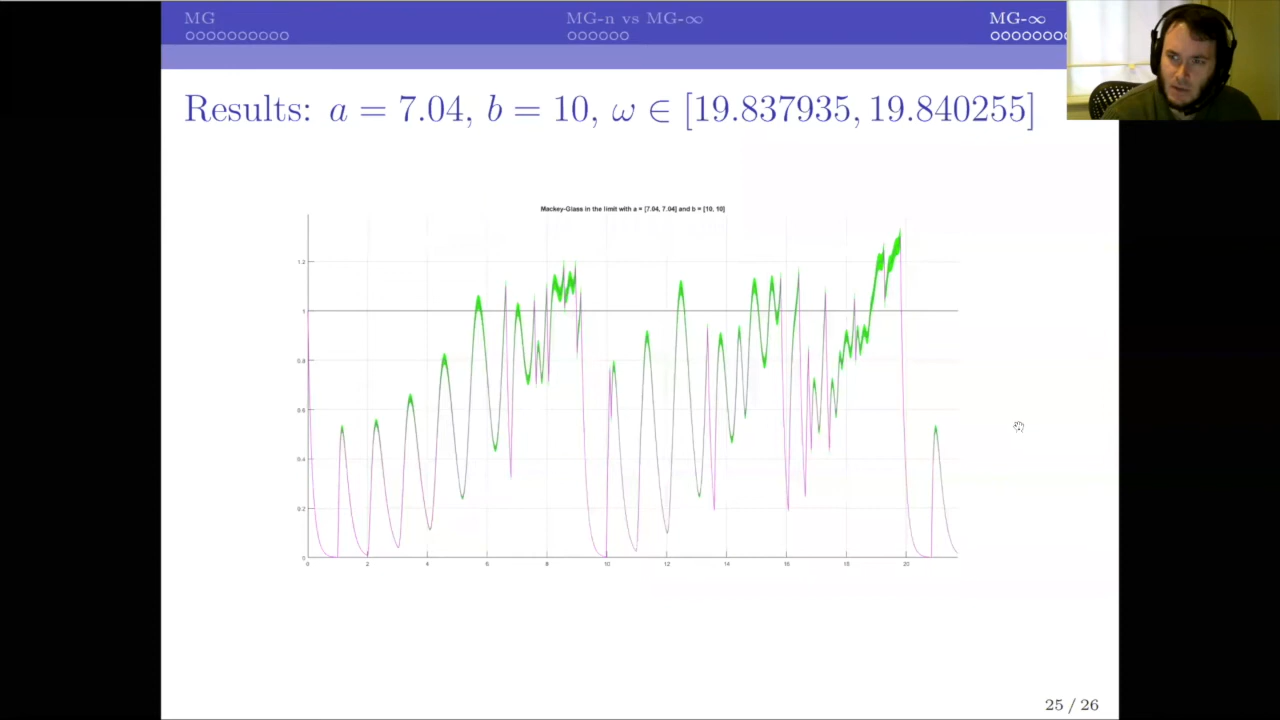 MG
MG-n vs MG-∞
MG-∞
Results: a = 7.04, b = 10, ω ∈ [19.837935, 19.840255]
Mackey-Glass in the limit with a = [7.04, 7.04] and b = [10, 10]
1.2
1
0.8
0.6
0.4
0.2
0
0 2 4 6 8 10 12 14 16 18 20
25 / 26